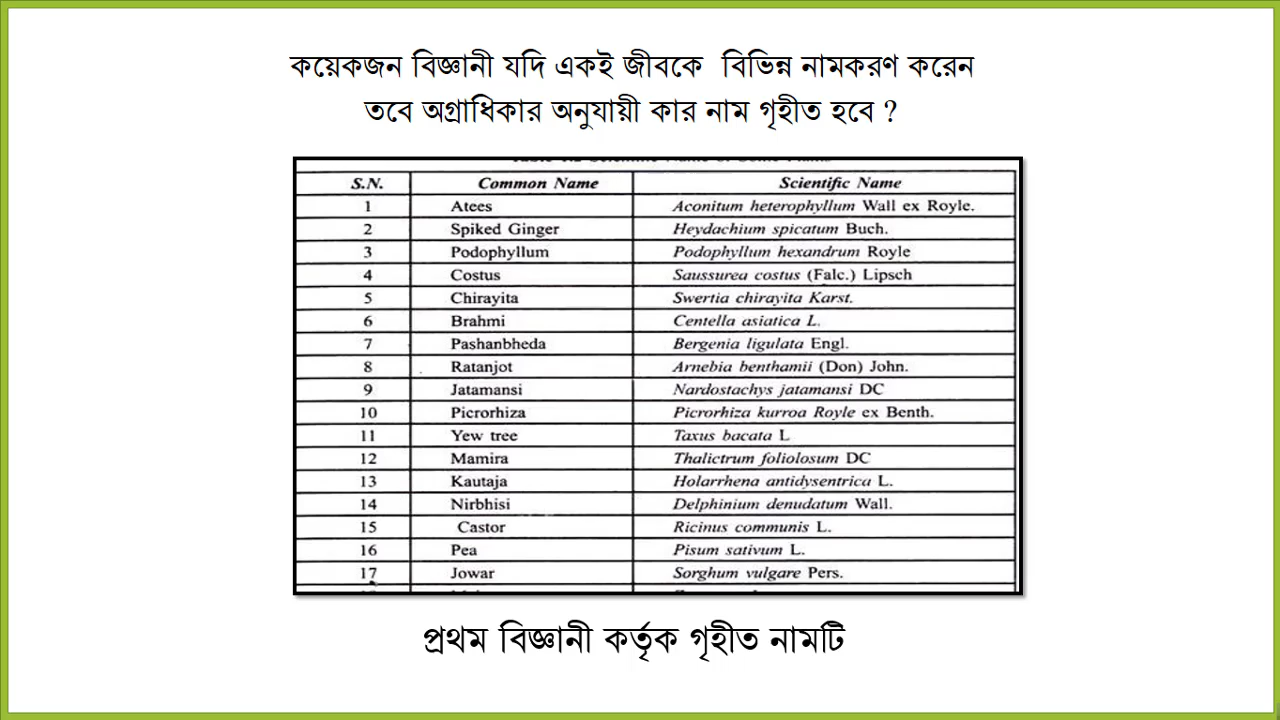 কয়েকজন বিজ্ঞানী যদি একই জীবকে বিভিন্ন নামকরণ করেন
তবে অগ্রাধিকার অনুযায়ী কার নাম গৃহীত হবে ?
S.N. Common Name Scientific Name
1 Atees Aconitum heterophyllum Wall ex Royle.
2 Spiked Ginger Heydachium spicatum Buch.
3 Podophyllum Podophyllum hexandrum Royle
4 Costus Saussurea costus (Falc.) Lipsch
5 Chirayita Swertia chirayita Karst.
6 Brahmi Centella asiatica L.
7 Pashanbheda Bergenia ligulata Engl.
8 Ratanjot Arnebia benthamii (Don) John.
9 Jatamansi Nardostachys jatamansi DC
10 Picrorhiza Picrorhiza kurroa Royle ex Benth.
11 Yew tree Taxus bacata L
12 Mamira Thalictrum foliolosum DC
13 Kautaja Holarrhena antidysentrica L.
14 Nirbhisi Delphinium denudatum Wall.
15 Castor Ricinus communis L.
16 Pea Pisum sativum L.
17 Jowar Sorghum vulgare Pers.
প্রথম বিজ্ঞানী কর্তৃক গৃহীত নামটি